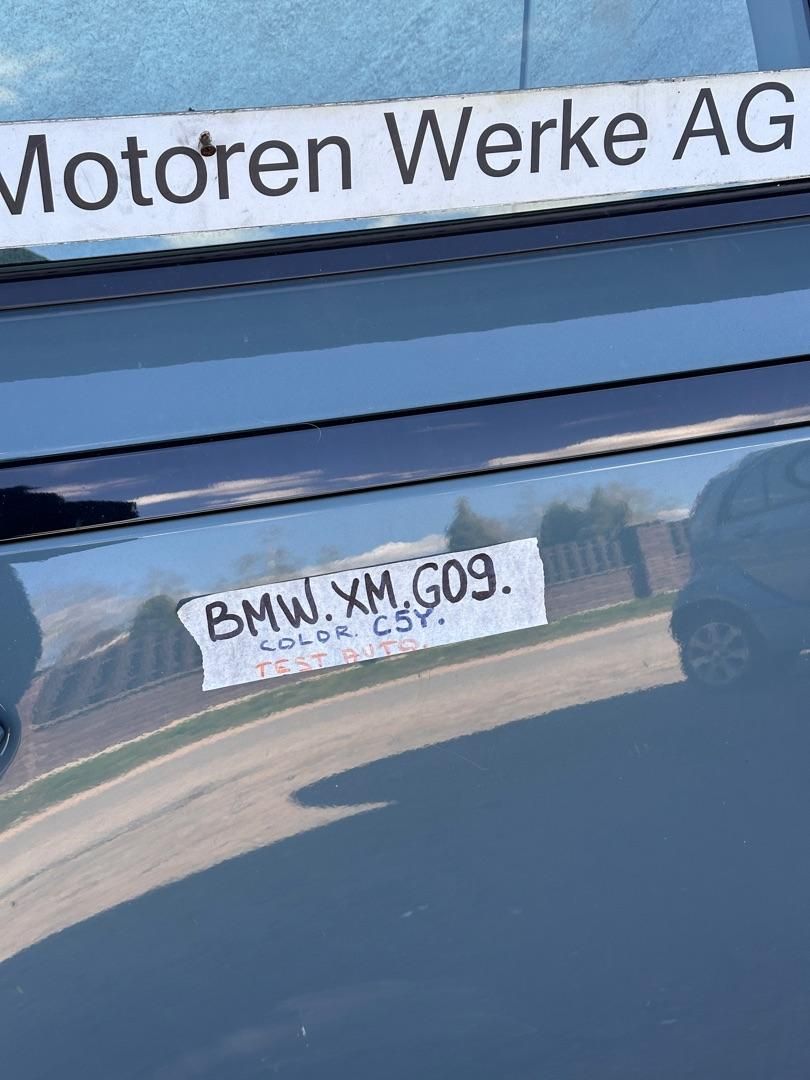 Motoren Werke AG
BMW. XM. G09.
COLOR. C5Y.
TEST AUTO.